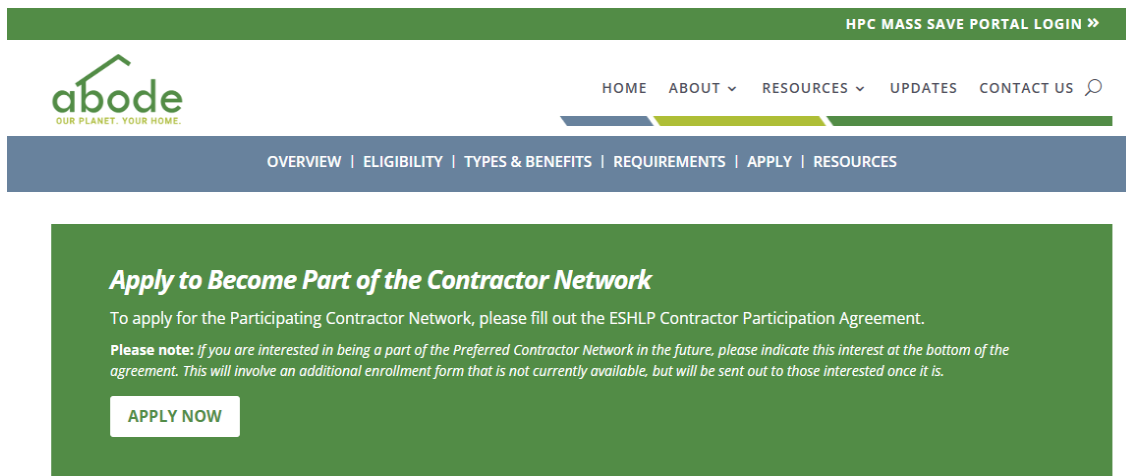 HPC MASS SAVE PORTAL LOGIN »
abode
OUR PLANET. YOUR HOME.
HOME ABOUT RESOURCES UPDATES CONTACT US
OVERVIEW | ELIGIBILITY | TYPES & BENEFITS | REQUIREMENTS | APPLY | RESOURCES
Apply to Become Part of the Contractor Network
To apply for the Participating Contractor Network, please fill out the ESHLP Contractor Participation Agreement.
Please note: If you are interested in being a part of the Preferred Contractor Network in the future, please indicate this interest at the bottom of the
agreement. This will involve an additional enrollment form that is not currently available, but will be sent out to those interested once it is.
APPLY NOW